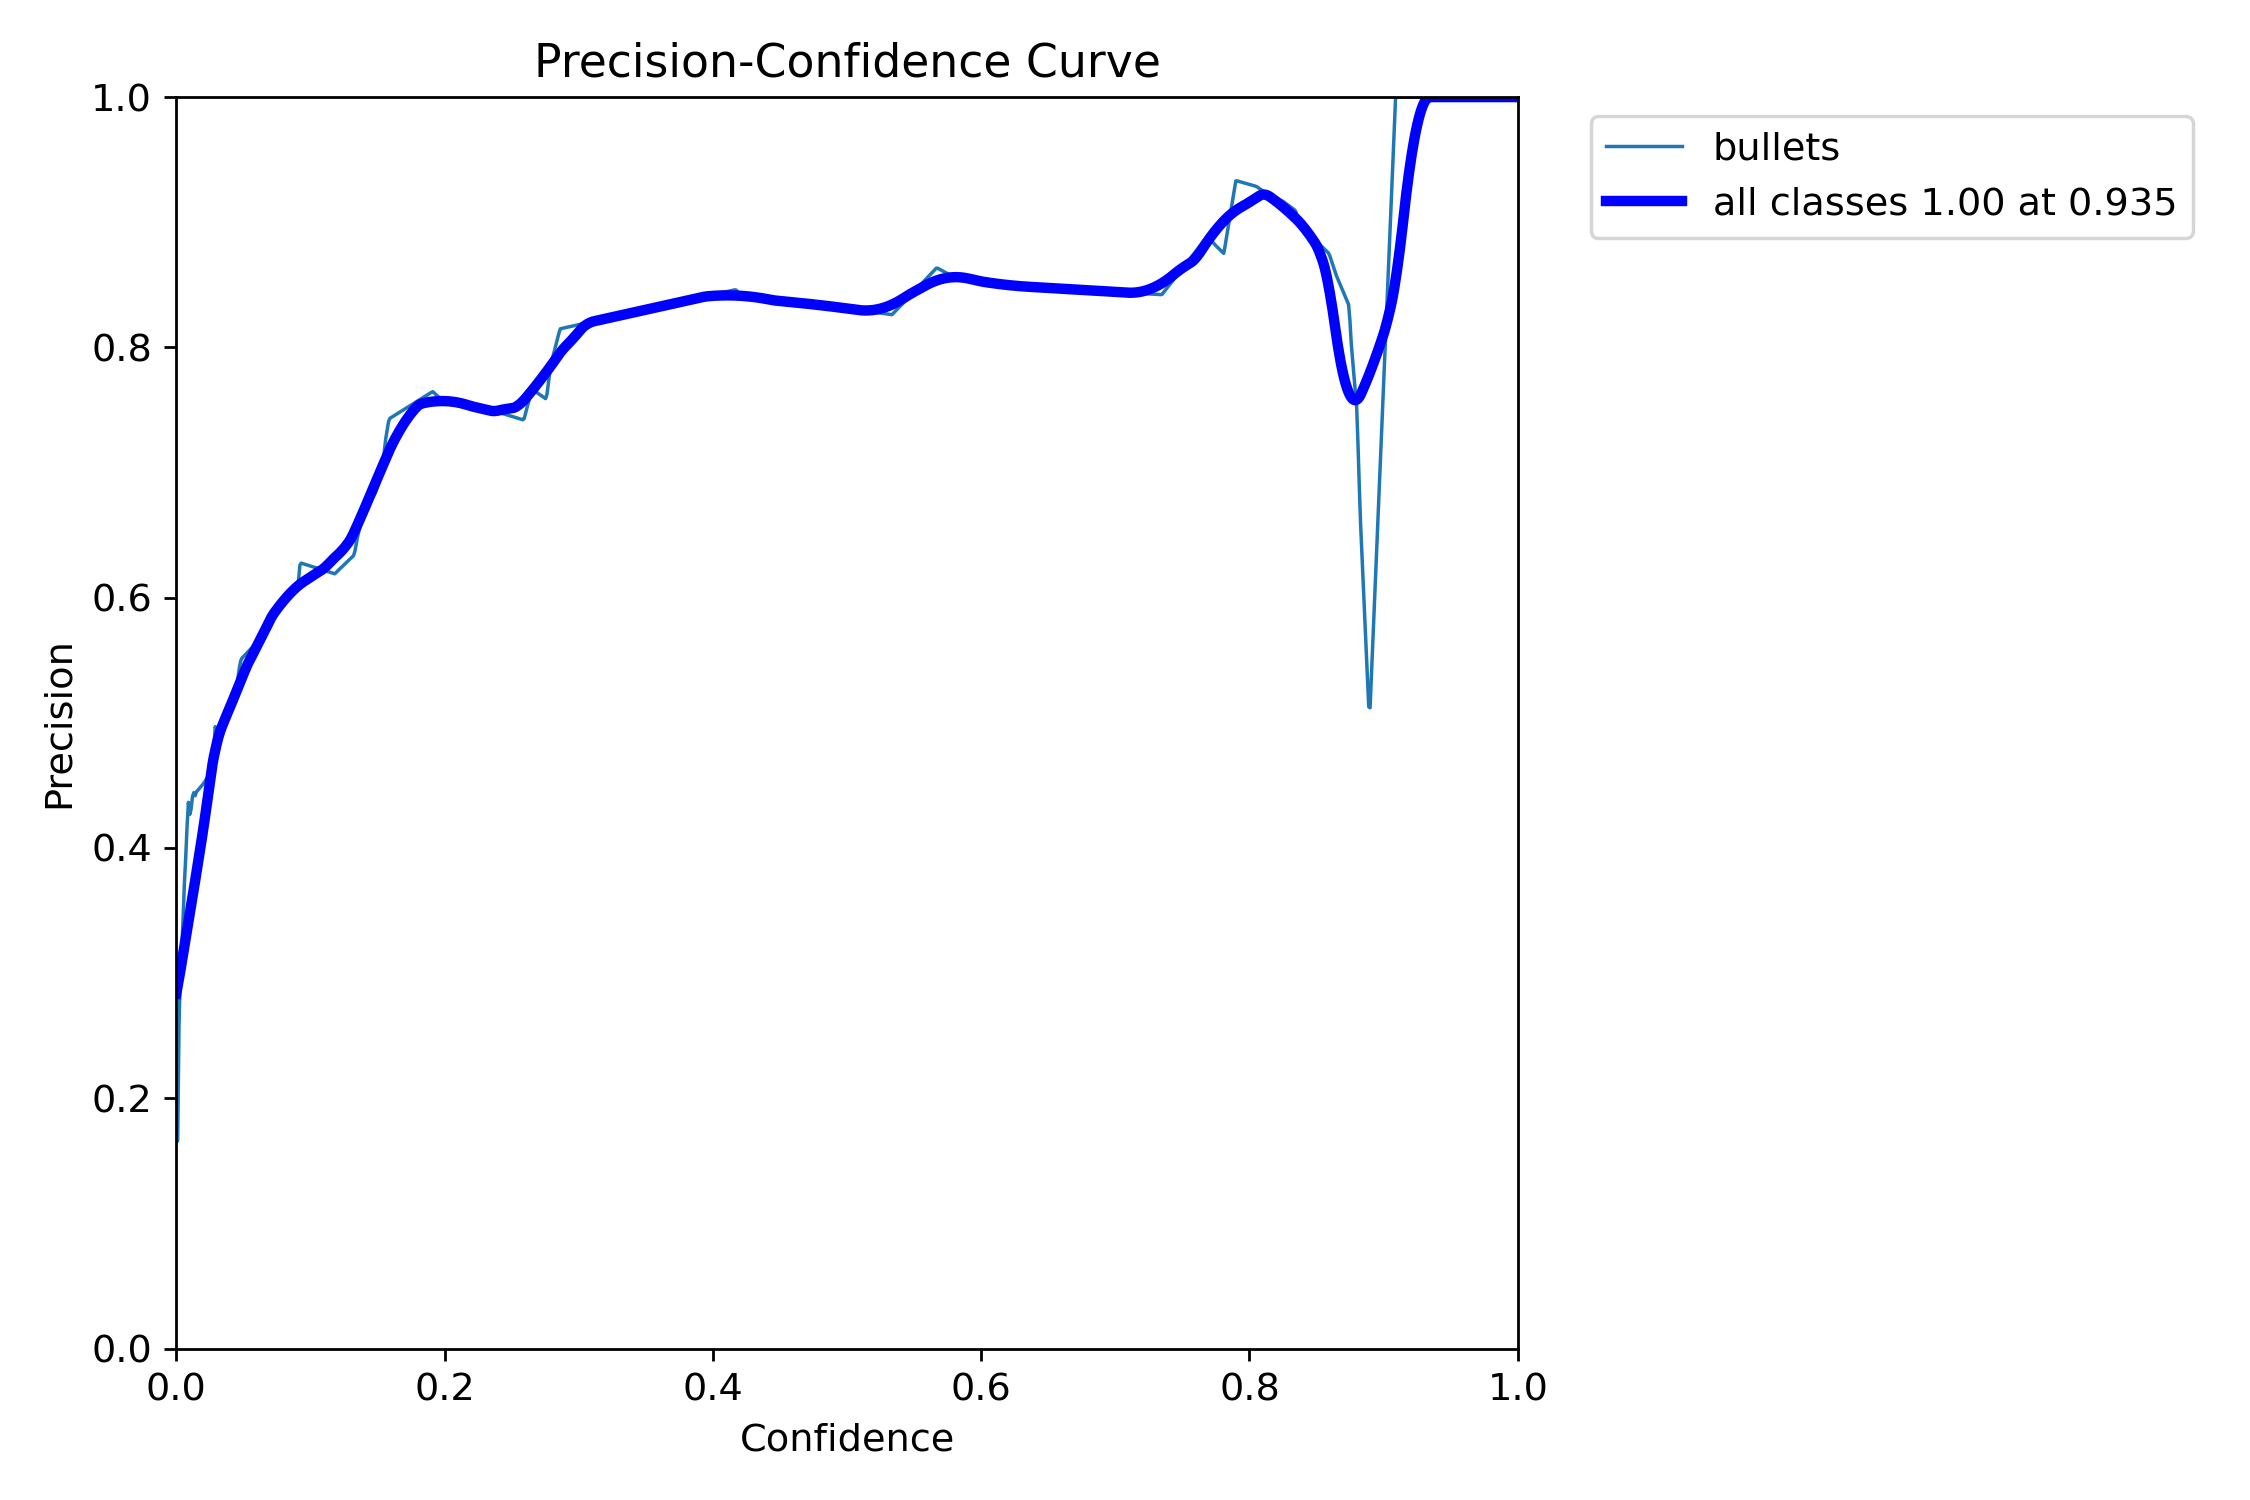 Precision-Confidence Curve
1.0
0.8
0.6
0.4
0.2
0.0
Precision
0.0 0.2 0.4 0.6 0.8 1.0
Confidence
bullets
all classes 1.00 at 0.935